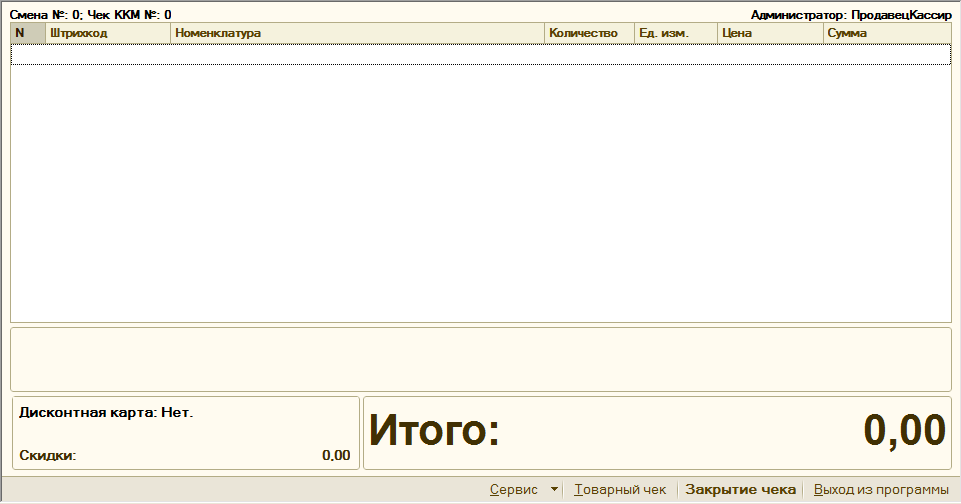 Смена №: 0; Чек ККМ №: 0 Администратор: ПродавецКассир
N Штрихкод Номенклатура Количество Ед. изм. Цена Сумма
Дисконтная карта: Нет.
Скидки: 0,00
Итого: 0,00
Сервис Товарный чек Закрытие чека Выход из программы